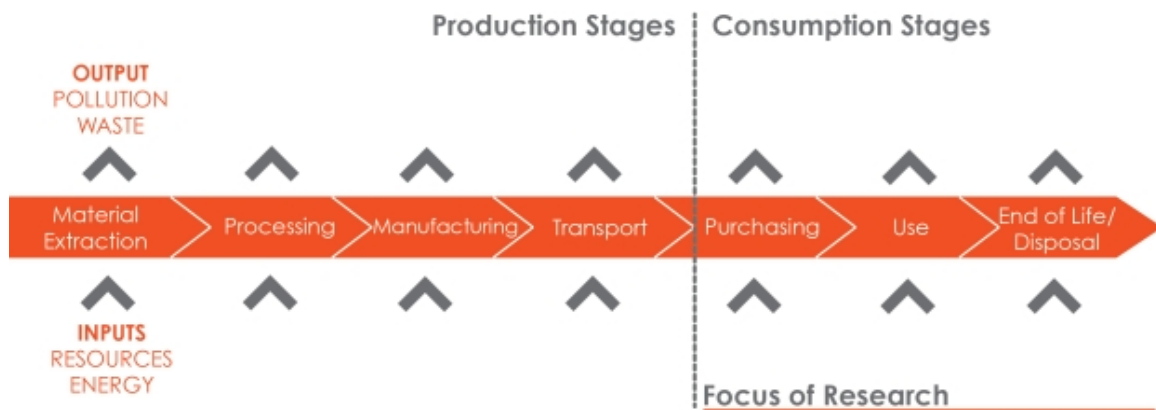 Production Stages
Consumption Stages
OUTPUT
POLLUTION
WASTE
Material
Extraction
Processing
Manufacturing
Transport
Purchasing
Use
End of Life/
Disposal
INPUTS
RESOURCES
ENERGY
Focus of Research